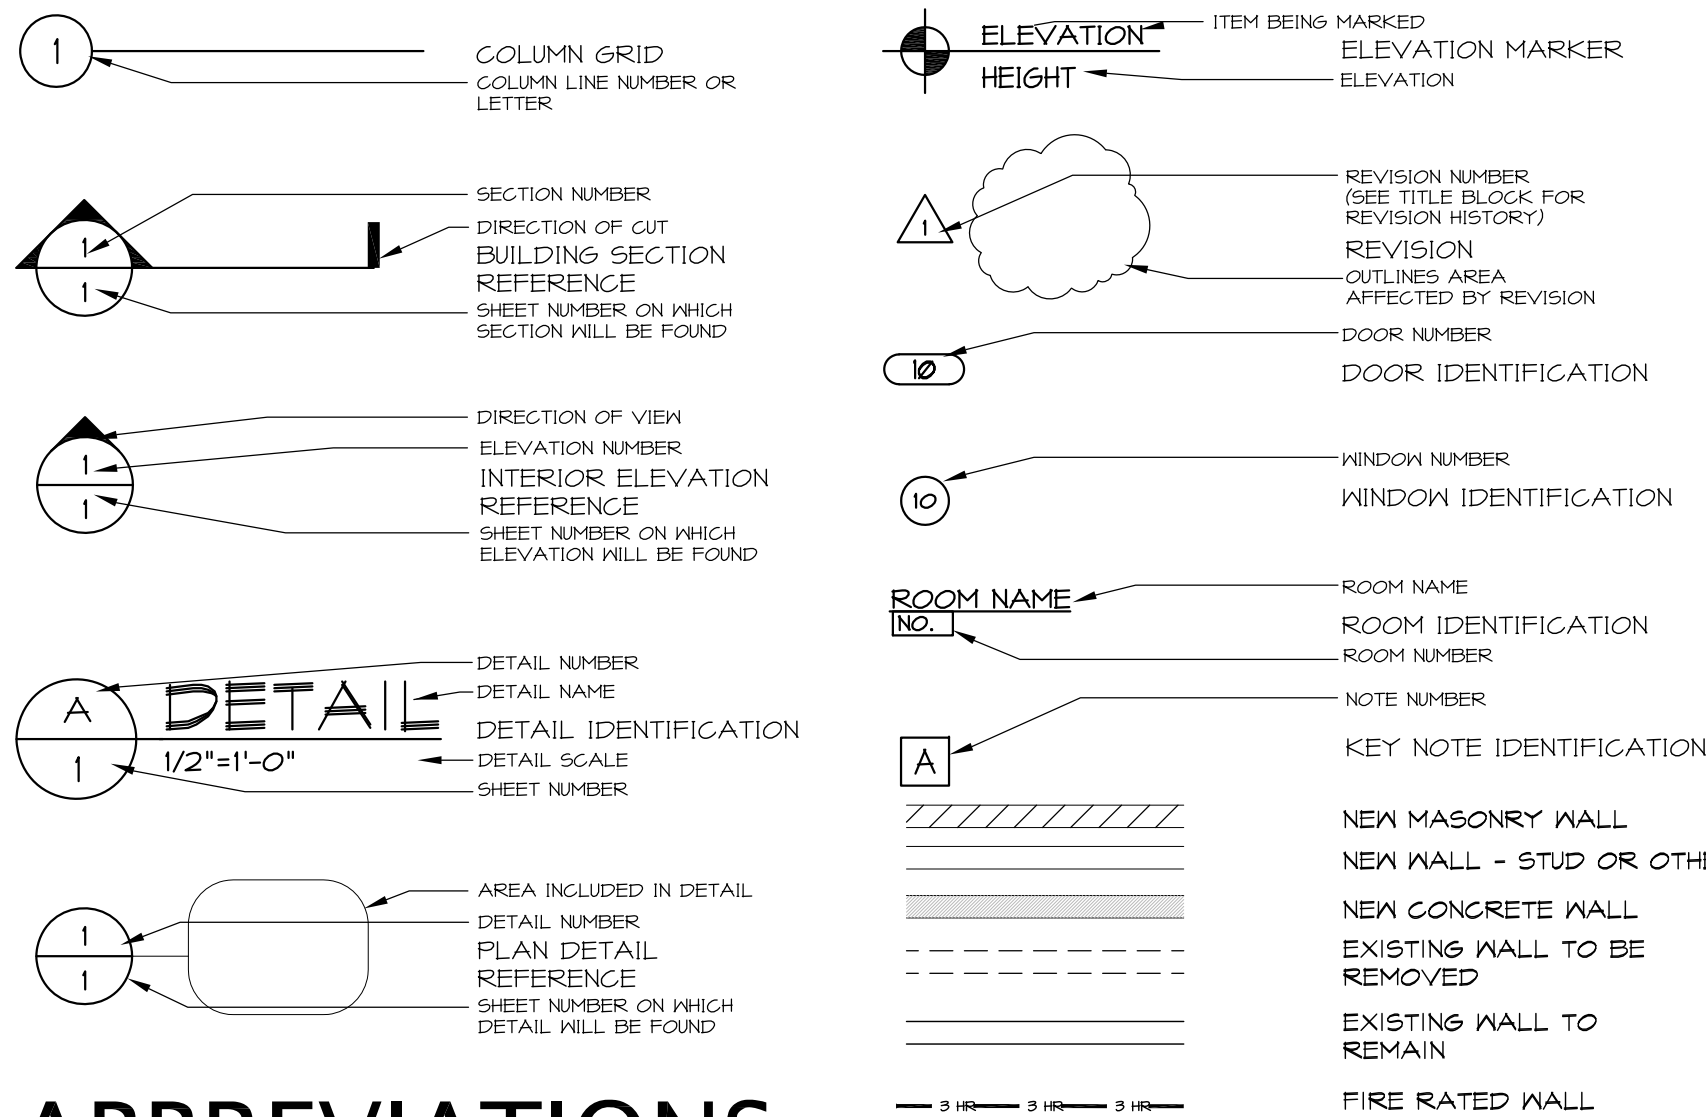 1
COLUMN GRID
COLUMN LINE NUMBER OR
LETTER
SECTION NUMBER
DIRECTION OF CUT
1
BUILDING SECTION
REFERENCE
1
SHEET NUMBER ON WHICH
SECTION WILL BE FOUND
DIRECTION OF VIEW
ELEVATION NUMBER
1
INTERIOR ELEVATION
REFERENCE
1
SHEET NUMBER ON WHICH
ELEVATION WILL BE FOUND
DETAIL NUMBER
DETAIL NAME
A DETAIL
DETAIL IDENTIFICATION
1 1/2"=1'-0"
DETAIL SCALE
SHEET NUMBER
AREA INCLUDED IN DETAIL
DETAIL NUMBER
1
PLAN DETAIL
REFERENCE
1
SHEET NUMBER ON WHICH
DETAIL WILL BE FOUND
ABBREVIATIONS
ITEM BEING MARKED
ELEVATION
ELEVATION MARKER
HEIGHT
ELEVATION
REVISION NUMBER
(SEE TITLE BLOCK FOR
REVISION HISTORY)
1
REVISION
OUTLINES AREA
AFFECTED BY REVISION
DOOR NUMBER
10
DOOR IDENTIFICATION
WINDOW NUMBER
10
WINDOW IDENTIFICATION
ROOM NAME
ROOM NAME
NO.
ROOM IDENTIFICATION
ROOM NUMBER
NOTE NUMBER
A
KEY NOTE IDENTIFICATION
NEW MASONRY WALL
NEW WALL - STUD OR OTH
NEW CONCRETE WALL
EXISTING WALL TO BE
REMOVED
EXISTING WALL TO
REMAIN
3 HR 3 HR 3 HR
FIRE RATED WALL